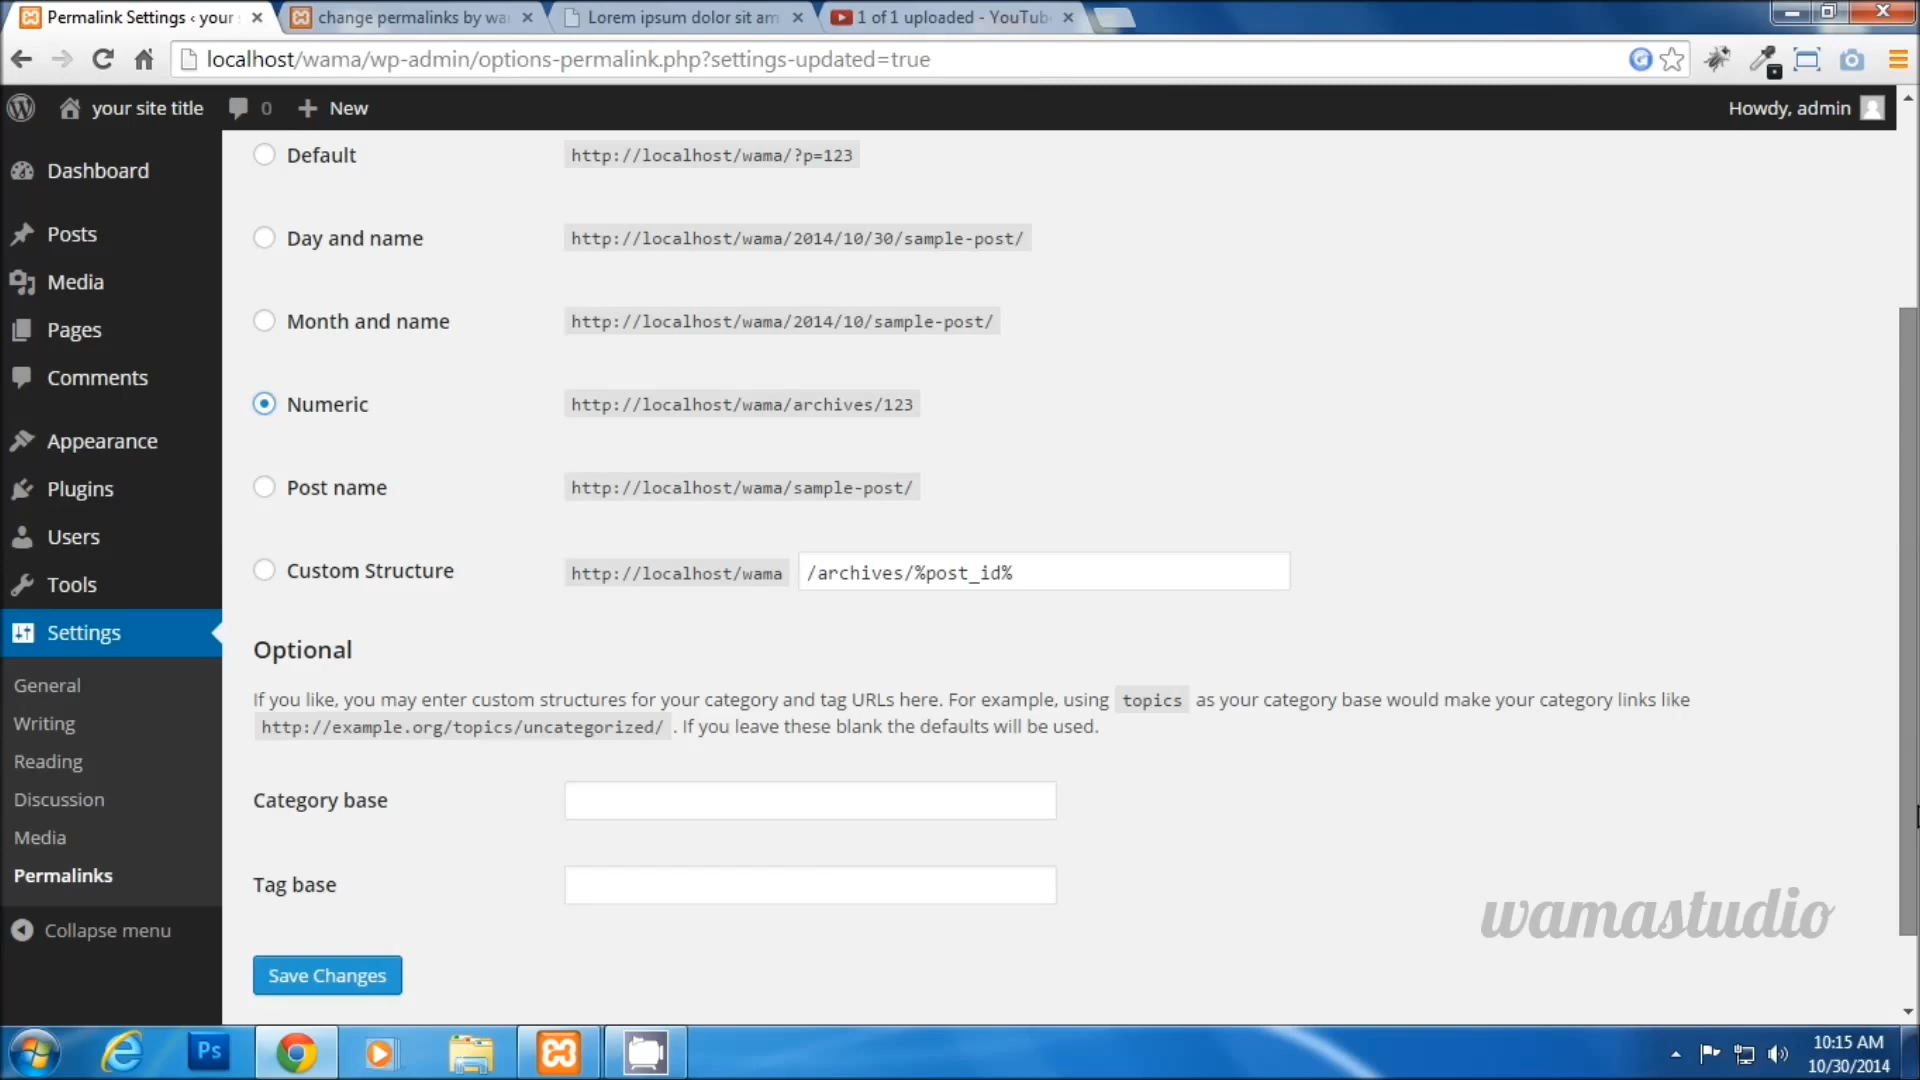 Permalink Settings ‹ your
change permalinks by wa
Lorem ipsum dolor sit am
1 of 1 uploaded - YouTub
localhost/wama/wp-admin/options-permalink.php?settings-updated=true
your site title
0
New
Howdy, admin
Dashboard
Posts
Media
Pages
Comments
Appearance
Plugins
Users
Tools
Settings
General
Writing
Reading
Discussion
Media
Permalinks
Collapse menu
Default
http://localhost/wama/?p=123
Day and name
http://localhost/wama/2014/10/30/sample-post/
Month and name
http://localhost/wama/2014/10/sample-post/
Numeric
http://localhost/wama/archives/123
Post name
http://localhost/wama/sample-post/
Custom Structure
http://localhost/wama
/archives/%post_id%
Optional
If you like, you may enter custom structures for your category and tag URLs here. For example, using topics as your category base would make your category links like
http://example.org/topics/uncategorized/ . If you leave these blank the defaults will be used.
Category base
Tag base
Save Changes
wamastudio
Ps
10:15 AM
10/30/2014